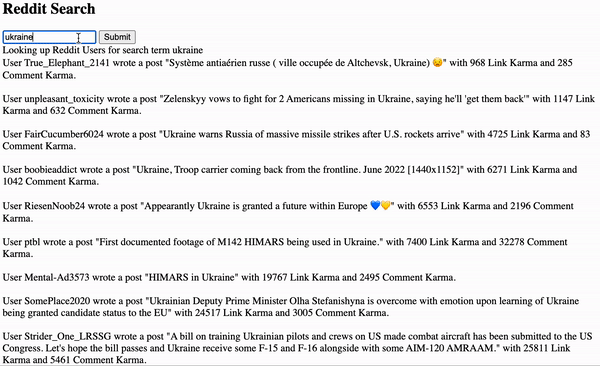 Reddit Search
ukraine Submit
Looking up Reddit Users for search term ukraine
User True_Elephant_2141 wrote a post "Système antiaérien russe ( ville occupée de Altchevsk, Ukraine) 😉" with 968 Link Karma and 285
Comment Karma.
User unpleasant_toxicity wrote a post "Zelenskyy vows to fight for 2 Americans missing in Ukraine, saying he'll 'get them back'" with 1147 Link
Karma and 632 Comment Karma.
User FairCucumber6024 wrote a post "Ukraine warns Russia of massive missile strikes after U.S. rockets arrive" with 4725 Link Karma and 83
Comment Karma.
User boobieaddict wrote a post "Ukraine, Troop carrier coming back from the frontline. June 2022 [1440x1152]" with 6271 Link Karma and
1042 Comment Karma.
User RiesenNoob24 wrote a post "Appearantly Ukraine is granted a future within Europe 💙💛" with 6553 Link Karma and 2196 Comment
Karma.
User ptbl wrote a post "First documented footage of M142 HIMARS being used in Ukraine." with 7400 Link Karma and 32278 Comment
Karma.
User Mental-Ad3573 wrote a post "HIMARS in Ukraine" with 19767 Link Karma and 2495 Comment Karma.
User SomePlace2020 wrote a post "Ukrainian Deputy Prime Minister Olha Stefanishyna is overcome with emotion upon learning of Ukraine
being granted candidate status to the EU" with 24517 Link Karma and 3005 Comment Karma.
User Strider_One_LRSSG wrote a post "A bill on training Ukrainian pilots and crews on US made combat aircraft has been submitted to the US
Congress. Let's hope the bill passes and Ukraine receive some F-15 and F-16 alongside with some AIM-120 AMRAAM." with 25811 Link
Karma and 5461 Comment Karma.